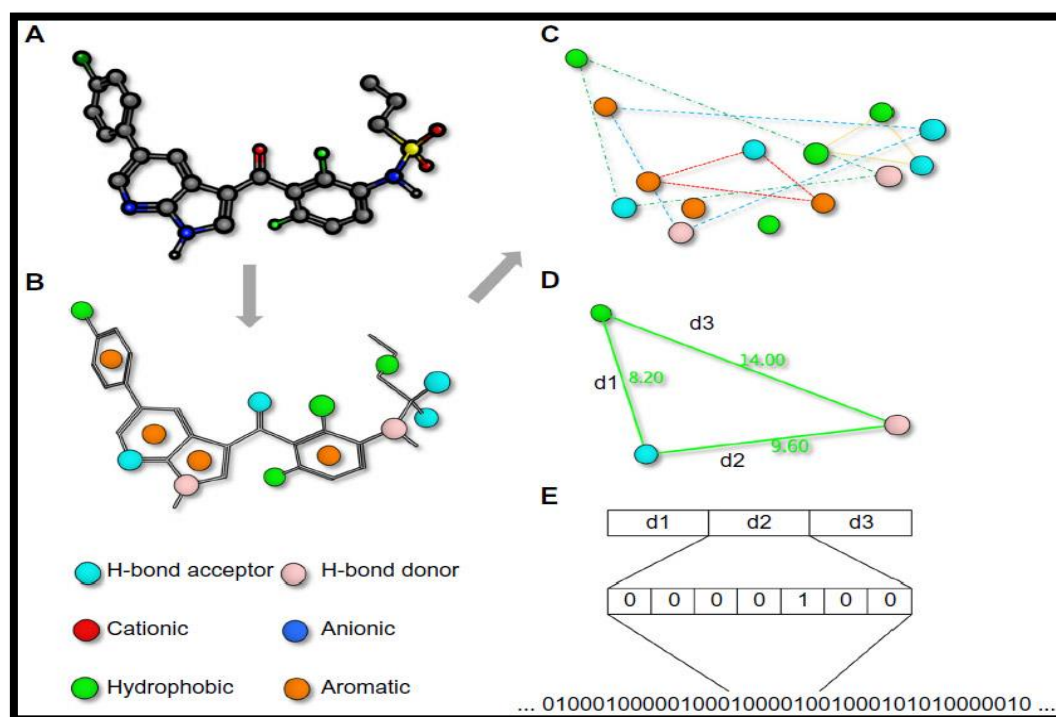 A
B
H-bond acceptor
H-bond donor
Cationic
Anionic
Hydrophobic
Aromatic
C
D
d3
14.00
d1
8.20
9.60
d2
E
d1 d2 d3
0 0 0 0 1 0 0
... 01000100000010001000001001000101010000010 ...